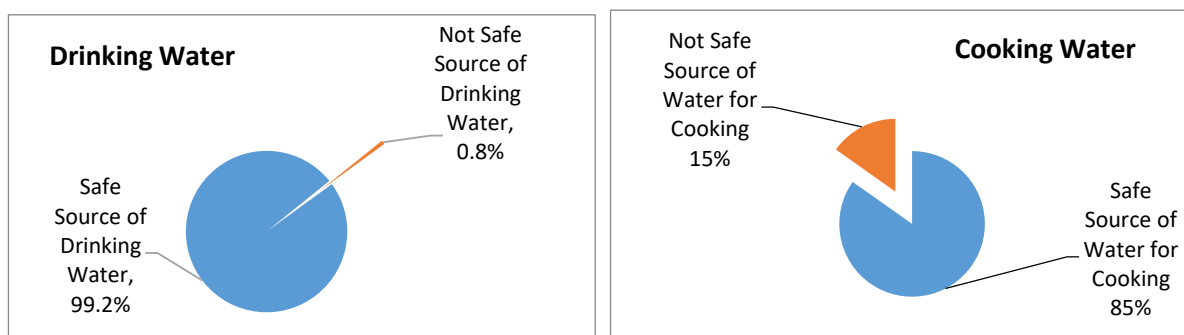 Drinking Water
Not Safe
Source of
Drinking
Water,
0.8%
Safe
Source of
Drinking
Water,
99.2%
Cooking Water
Not Safe
Source of
Water for
Cooking
15%
Safe
Source of
Water for
Cooking
85%